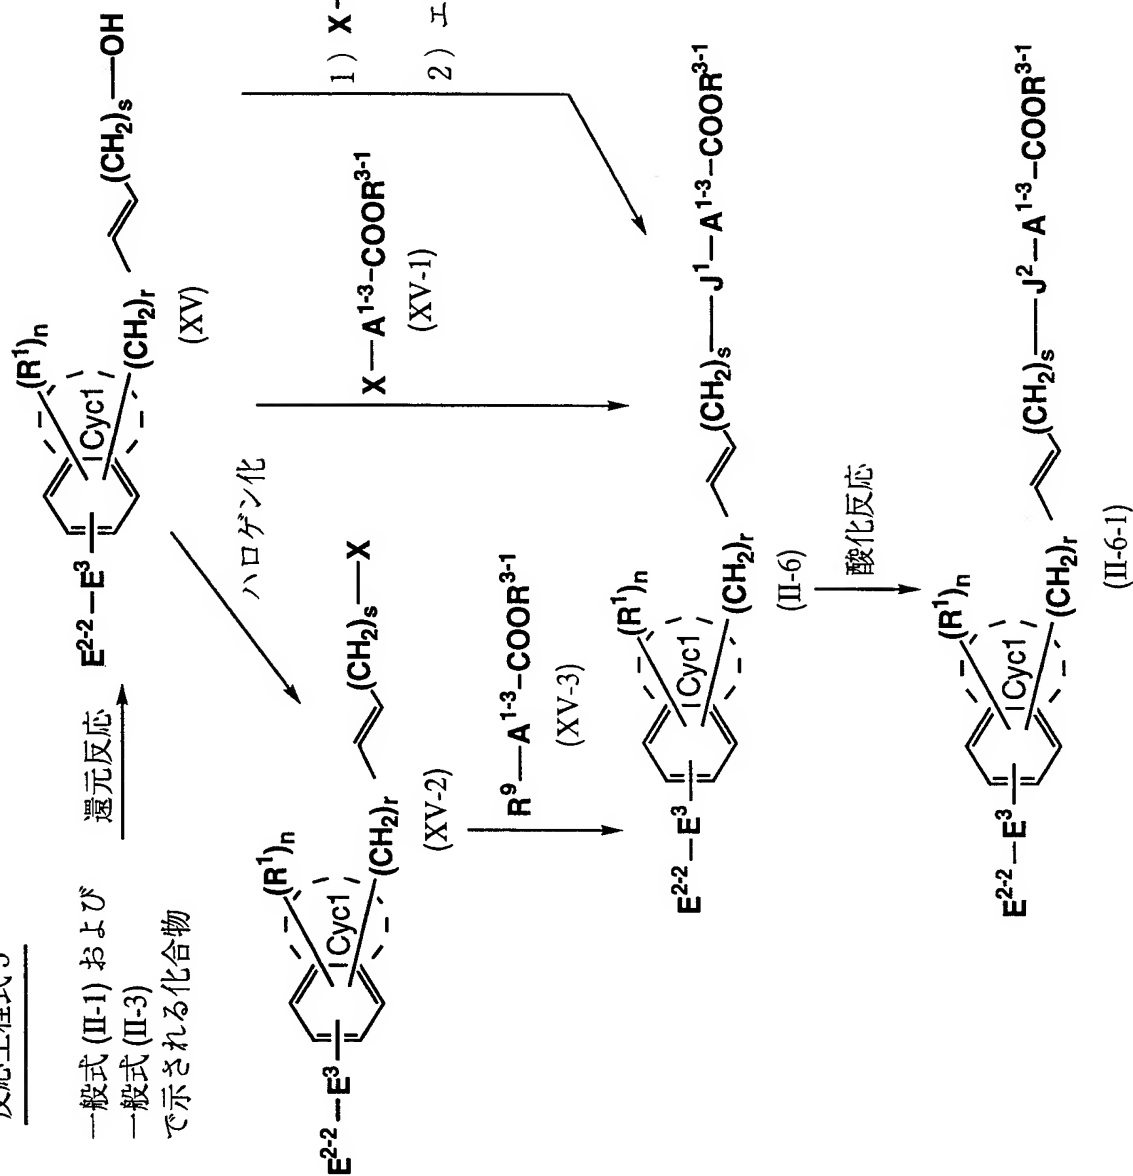 反応工程式 5
一般式 (II-1) および
一般式 (II-3)
で示される化合物
還元反応
E²⁻²—E³
Cyc1
(R¹)n
(CH₂)r
(CH₂)s—OH
(XV)
ハロゲン化
E²⁻²—E³
Cyc1
(R¹)n
(CH₂)r
(CH₂)s—X
(XV-2)
X—A¹⁻³–COOR³⁻¹
(XV-1)
1) X-
2) エ
R⁹—A¹⁻³–COOR³⁻¹
(XV-3)
E²⁻²—E³
Cyc1
(R¹)n
(CH₂)r
(CH₂)s—J¹—A¹⁻³–COOR³⁻¹
(II-6)
酸化反応
E²⁻²—E³
Cyc1
(R¹)n
(CH₂)r
(CH₂)s—J²—A¹⁻³–COOR³⁻¹
(II-6-1)